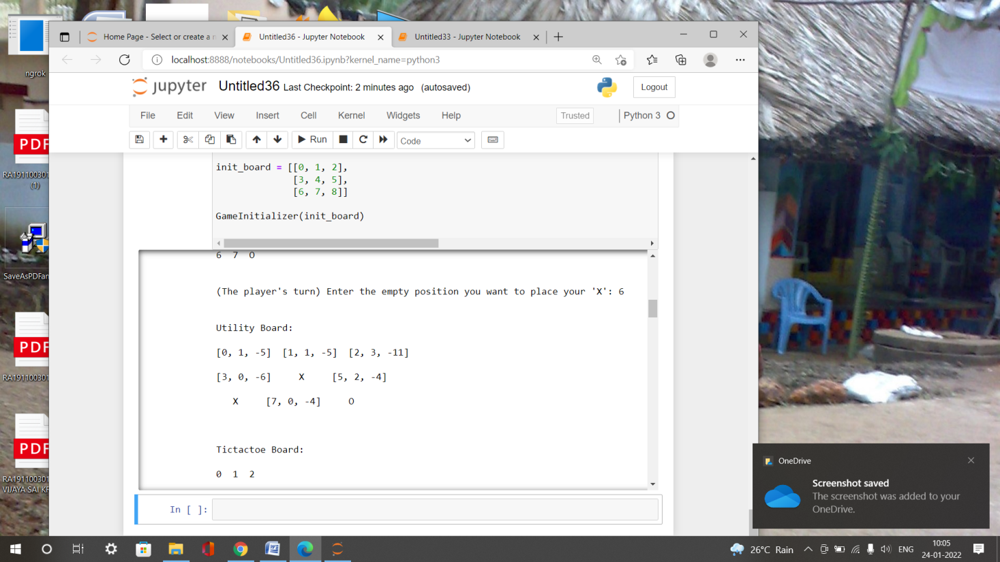 ngrok
PDF
RA191100301
(1)
SaveAsPDFan
PDF
RA191100301
PDF
RA191100301
VIJAYA SAI KR
Home Page - Select or create a n
Untitled36 - Jupyter Notebook
Untitled33 - Jupyter Notebook
localhost:8888/notebooks/Untitled36.ipynb?kernel_name=python3
jupyter Untitled36 Last Checkpoint: 2 minutes ago (autosaved)
Logout
File Edit View Insert Cell Kernel Widgets Help
Trusted
Python 3
Run
Code
init_board = [[0, 1, 2],
[3, 4, 5],
[6, 7, 8]]
GameInitializer(init_board)
6 7 O
(The player's turn) Enter the empty position you want to place your 'X': 6
Utility Board:
[0, 1, -5] [1, 1, -5] [2, 3, -11]
[3, 0, -6] X [5, 2, -4]
X [7, 0, -4] O
Tictactoe Board:
0 1 2
In [ ]:
OneDrive
Screenshot saved
The screenshot was added to your
OneDrive.
26°C Rain
ENG
10:05
24-01-2022